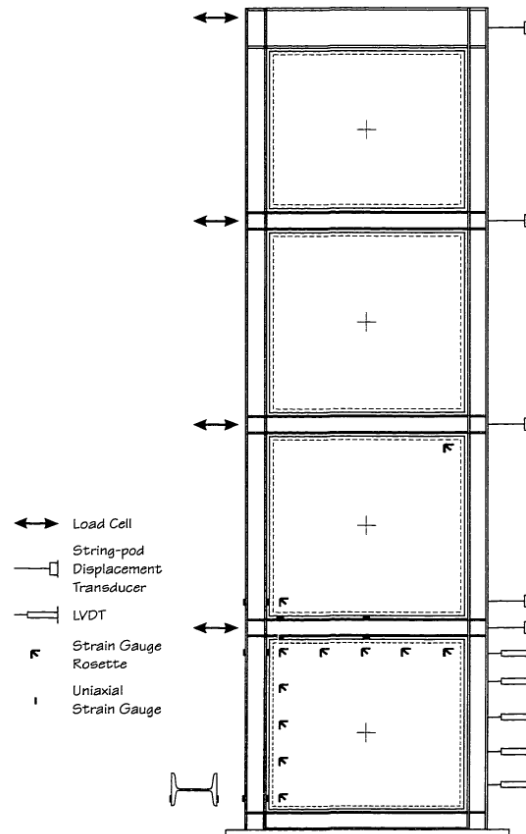 Load Cell
String-pod
Displacement
Transducer
LVDT
Strain Gauge
Rosette
Uniaxial
Strain Gauge